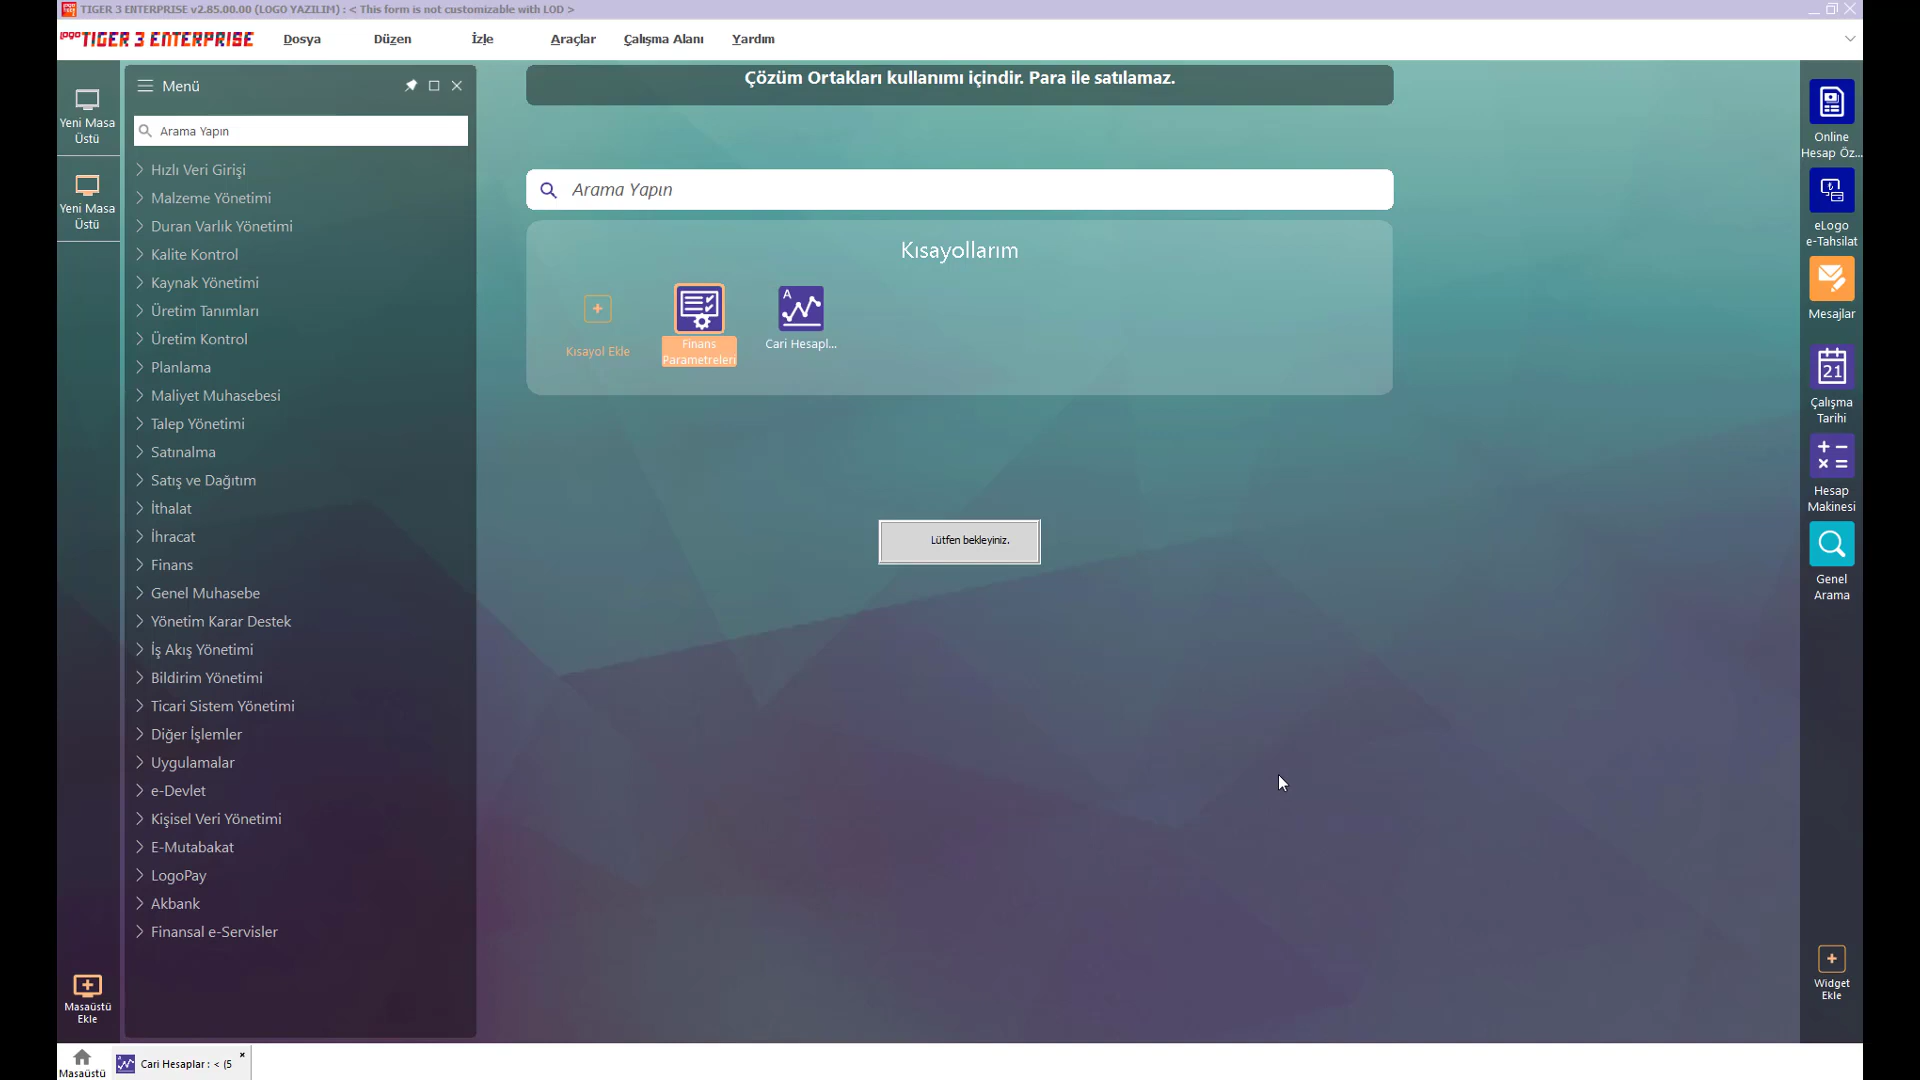 TIGER 3 ENTERPRISE v2.85.00.00 (LOGO YAZILIM) : < This form is not customizable with LOD >
LOGO TIGER 3 ENTERPRISE
Dosya
Düzen
İzle
Araçlar
Çalışma Alanı
Yardım
Yeni Masa
Üstü
Yeni Masa
Üstü
Masaüstü
Ekle
Menü
Arama Yapın
Hızlı Veri Girişi
Malzeme Yönetimi
Duran Varlık Yönetimi
Kalite Kontrol
Kaynak Yönetimi
Üretim Tanımları
Üretim Kontrol
Planlama
Maliyet Muhasebesi
Talep Yönetimi
Satınalma
Satış ve Dağıtım
İthalat
İhracat
Finans
Genel Muhasebe
Yönetim Karar Destek
İş Akış Yönetimi
Bildirim Yönetimi
Ticari Sistem Yönetimi
Diğer İşlemler
Uygulamalar
e-Devlet
Kişisel Veri Yönetimi
E-Mutabakat
LogoPay
Akbank
Finansal e-Servisler
Çözüm Ortakları kullanımı içindir. Para ile satılamaz.
Arama Yapın
Kısayollarım
Kısayol Ekle
Finans
Parametreleri
A
Cari Hesapl...
Lütfen bekleyiniz.
Online
Hesap Öz...
eLogo
e-Tahsilat
Mesajlar
21
Çalışma
Tarihi
Hesap
Makinesi
Genel
Arama
Widget
Ekle
Masaüstü
Cari Hesaplar : < (5